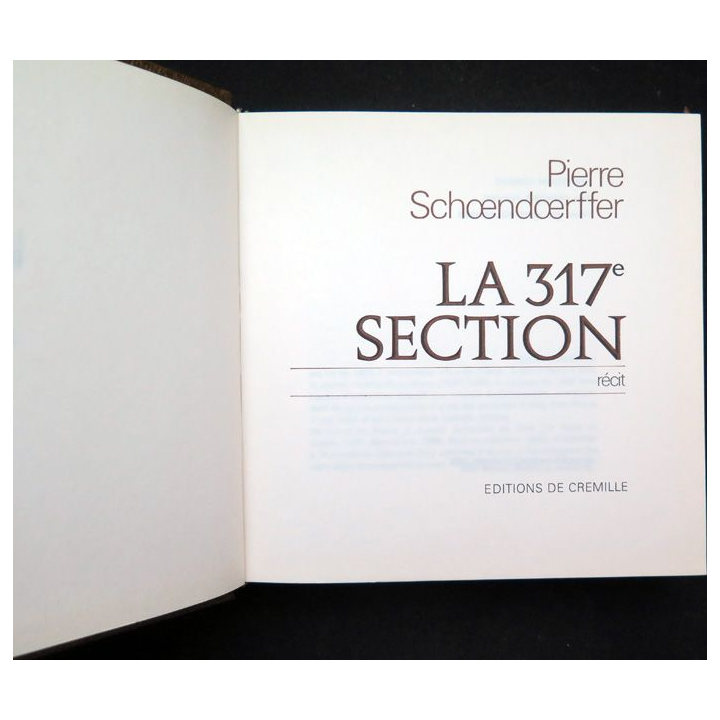 Pierre
Schœndœrffer
LA 317e
SECTION
récit
EDITIONS DE CREMILLE